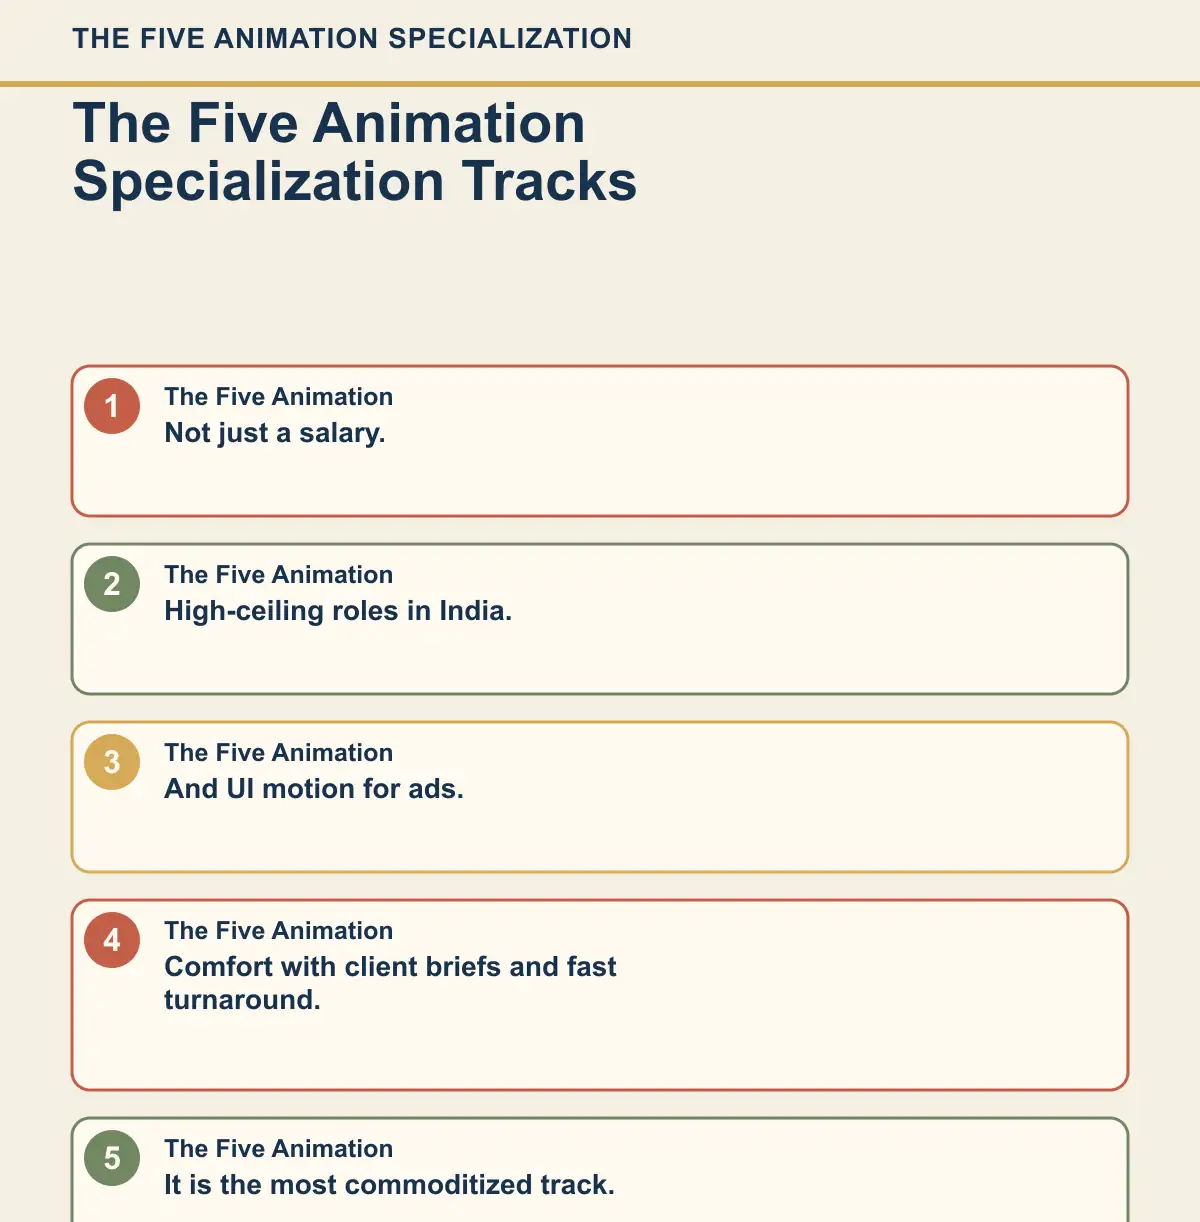 THE FIVE ANIMATION SPECIALIZATION
The Five Animation
Specialization Tracks
1
The Five Animation
Not just a salary.
2
The Five Animation
High-ceiling roles in India.
3
The Five Animation
And UI motion for ads.
4
The Five Animation
Comfort with client briefs and fast
turnaround.
5
The Five Animation
It is the most commoditized track.